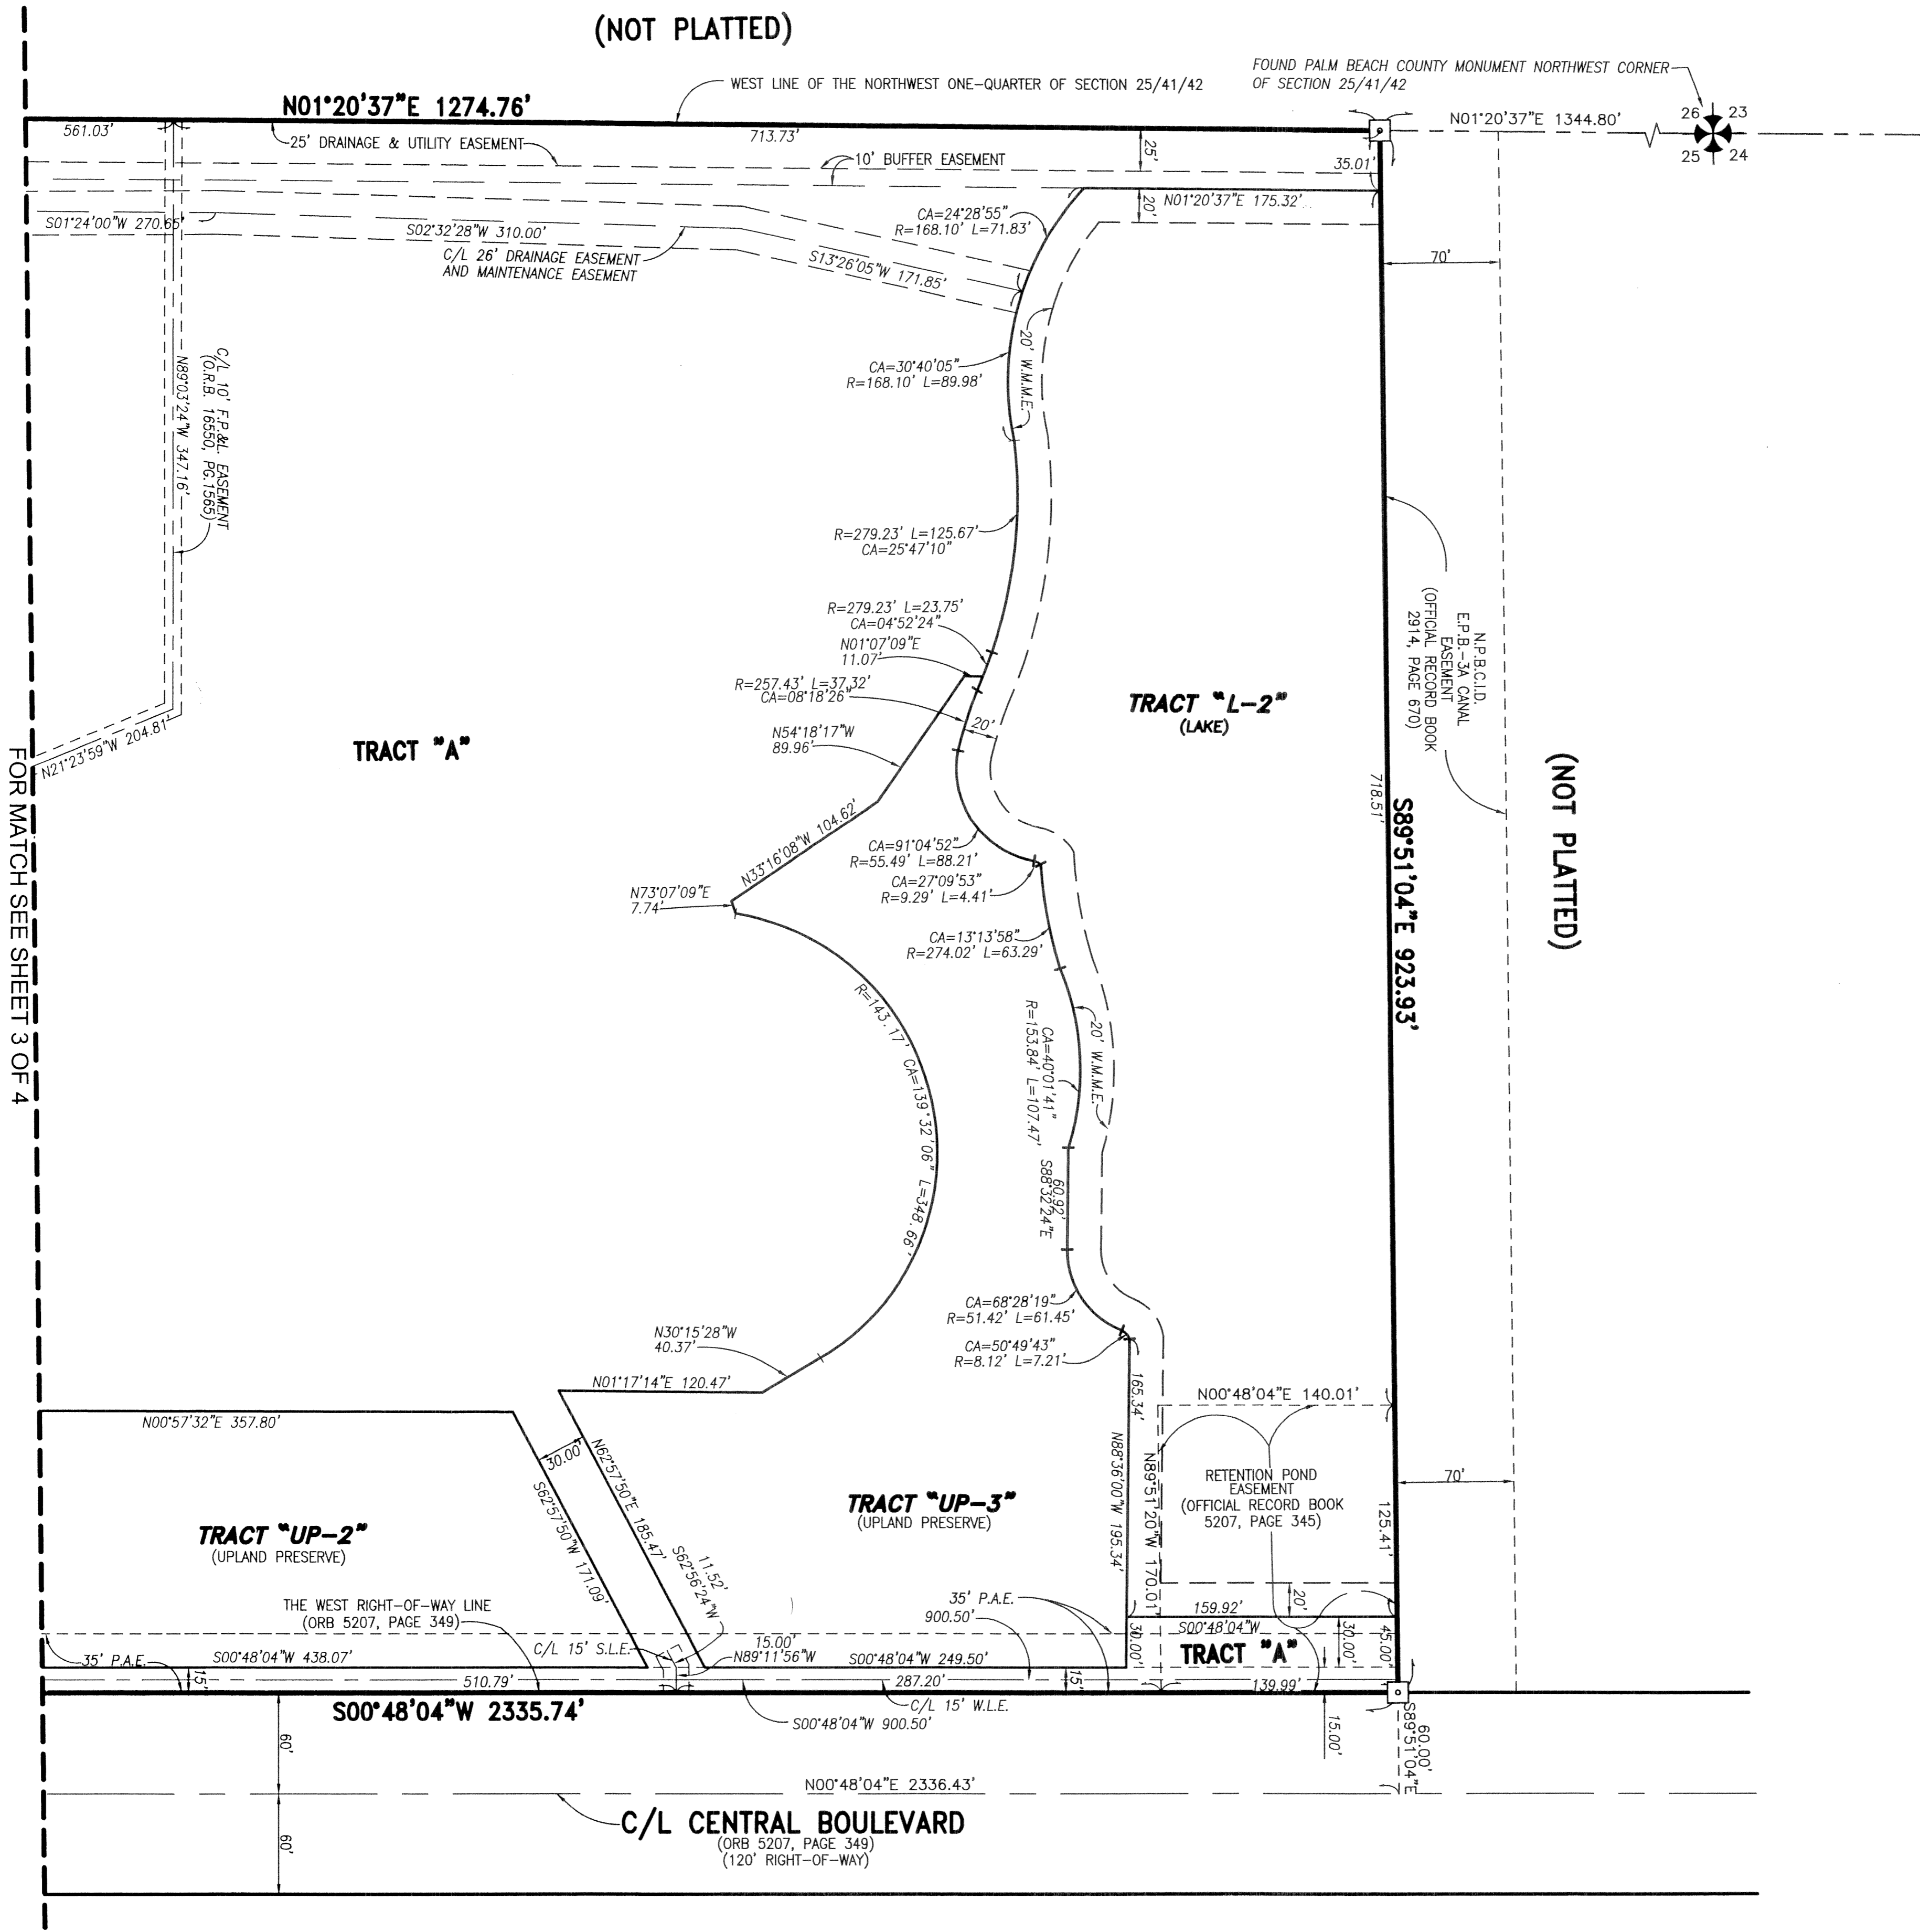 (NOT PLATTED)
FOUND PALM BEACH COUNTY MONUMENT NORTHWEST CORNER
OF SECTION 25/41/42
WEST LINE OF THE NORTHWEST ONE-QUARTER OF SECTION 25/41/42
N01°20'37"E 1274.76'
N01°20'37"E 1344.80'
26 23
25 24
561.03'
713.73'
25' DRAINAGE & UTILITY EASEMENT
10' BUFFER EASEMENT
25'
35.01'
20'
N01°20'37"E 175.32'
S01°24'00"W 270.65'
S02°32'28"W 310.00'
C/L 26' DRAINAGE EASEMENT
AND MAINTENANCE EASEMENT
S13°26'05"W 171.85'
CA=24°28'55"
R=168.10' L=71.83'
70'
20' W.M.M.E.
CA=30°40'05"
R=168.10' L=89.98'
C/L 10' F.P.&L. EASEMENT
(O.R.B. 16550, PG.1565)
N89°03'24"W 347.16'
R=279.23' L=125.67'
CA=25°47'10"
R=279.23' L=23.75'
CA=04°52'24"
N01°07'09"E
11.07'
R=257.43' L=37.32'
CA=08°18'26"
20'
N54°18'17"W
89.96'
TRACT "L-2"
(LAKE)
N.P.B.C.I.D.
E.P.B.-3A CANAL
EASEMENT
(OFFICIAL RECORD BOOK
2914, PAGE 670)
(NOT PLATTED)
718.51'
S89°51'04"E 923.93'
TRACT "A"
N21°23'59"W 204.81'
FOR MATCH SEE SHEET 3 OF 4
N33°16'08"W 104.62'
CA=91°04'52"
R=55.49' L=88.21'
CA=27°09'53"
R=9.29' L=4.41'
N73°07'09"E
7.74'
CA=13°13'58"
R=274.02' L=63.29'
R=143.17' CA=139°32'06" L=348.66'
20' W.M.M.E.
CA=40°01'41"
R=153.84' L=107.47'
60.92'
S88°32'24"E
CA=68°28'19"
R=51.42' L=61.45'
CA=50°49'43"
R=8.12' L=7.21'
N30°15'28"W
40.37'
N01°17'14"E 120.47'
165.34'
N00°48'04"E 140.01'
N00°57'32"E 357.80'
30.00'
N62°57'50"E 185.47'
S62°57'50"W 171.09'
11.52'
S62°56'24"W
N88°36'00"W 195.34'
N89°51'20"W 170.01'
RETENTION POND
EASEMENT
(OFFICIAL RECORD BOOK
5207, PAGE 345)
70'
125.41'
TRACT "UP-3"
(UPLAND PRESERVE)
TRACT "UP-2"
(UPLAND PRESERVE)
THE WEST RIGHT-OF-WAY LINE
(ORB 5207, PAGE 349)
35' P.A.E.
900.50'
20'
159.92'
S00°48'04"W
30.00'
TRACT "A"
30.00'
45.00'
C/L 15' S.L.E.
15.00'
N89°11'56"W
35' P.A.E.
S00°48'04"W 438.07'
S00°48'04"W 249.50'
15'
510.79'
287.20'
15'
139.99'
C/L 15' W.L.E.
S00°48'04"W 2335.74'
S00°48'04"W 900.50'
15.00'
60.00'
S89°51'04"E
60'
N00°48'04"E 2336.43'
C/L CENTRAL BOULEVARD
(ORB 5207, PAGE 349)
(120' RIGHT-OF-WAY)
60'